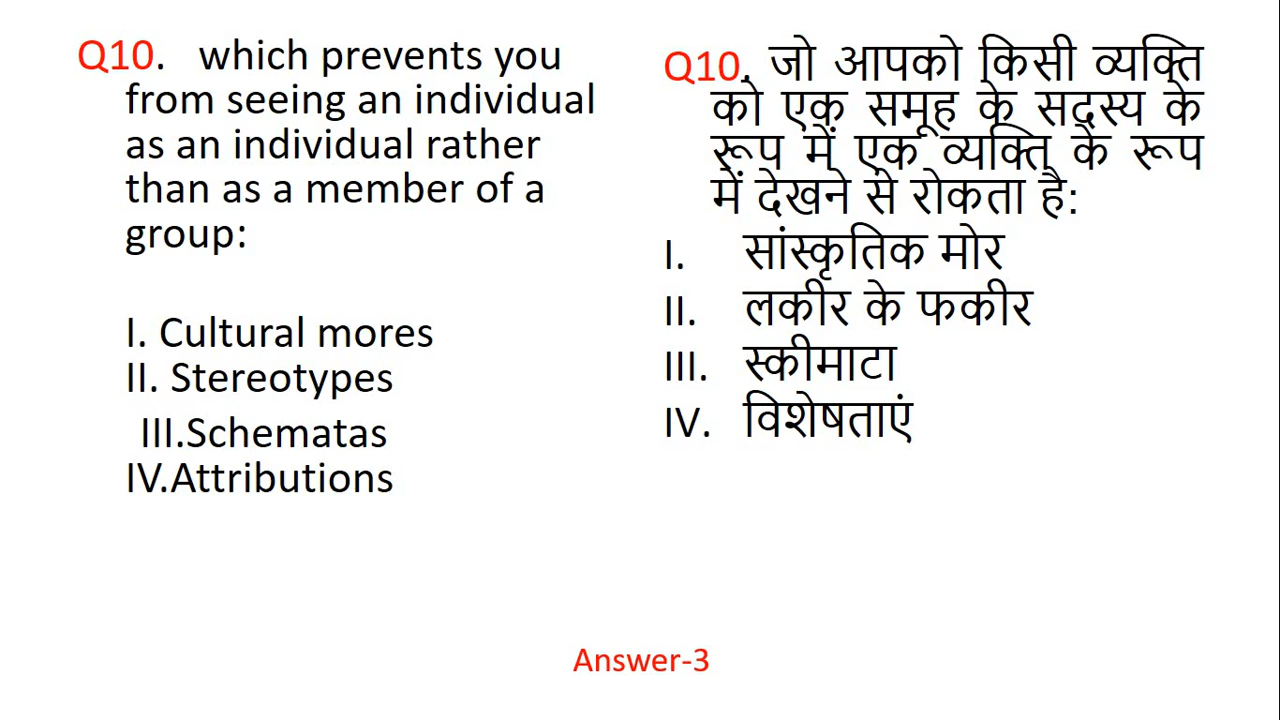 Q10. which prevents you
from seeing an individual
as an individual rather
than as a member of a
group:
I. Cultural mores
II. Stereotypes
III.Schematas
IV.Attributions
Q10. जो आपको किसी व्यक्ति
को एक समूह के सदस्य के
रूप में एक व्यक्ति के रूप
में देखने से रोकता है:
I. सांस्कृतिक मोर
II. लकीर के फकीर
III. स्कीमाटा
IV. विशेषताएं
Answer-3